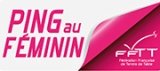 PING au
FÉMININ
FFTT
Fédération Française
de Tennis de Table